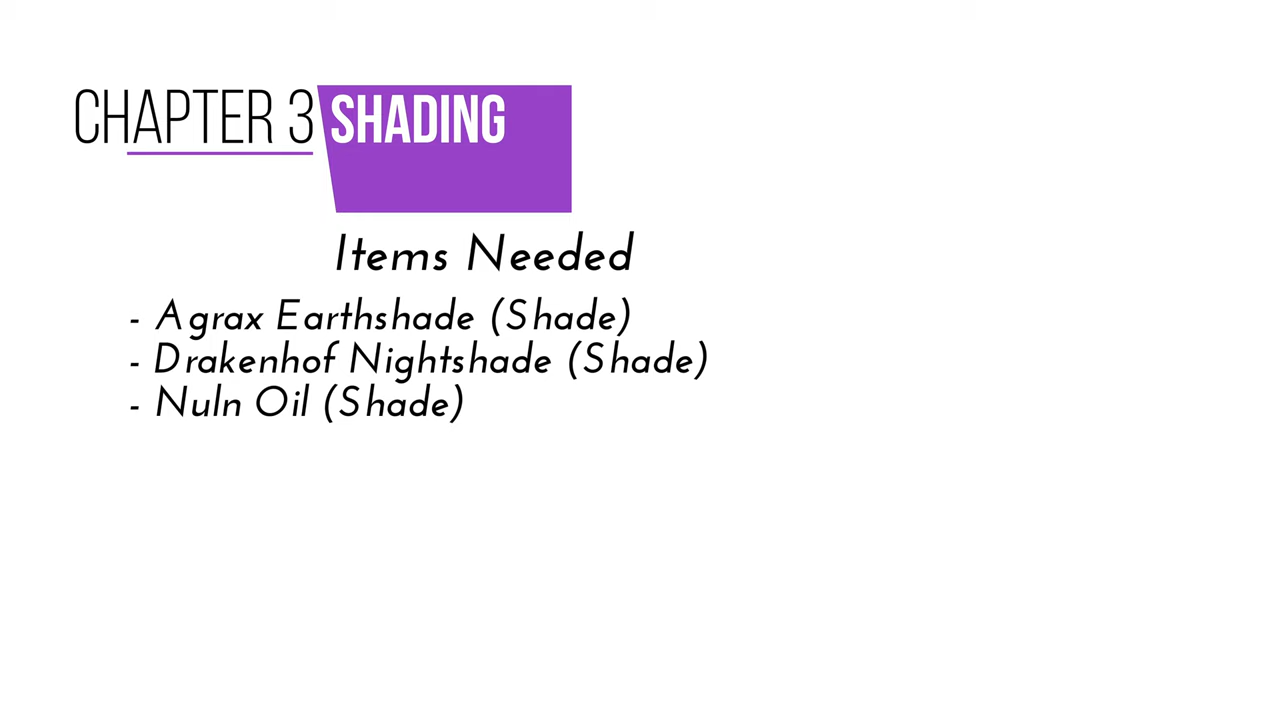 CHAPTER 3 SHADING
Items Needed
- Agrax Earthshade (Shade)
- Drakenhof Nightshade (Shade)
- Nuln Oil (Shade)